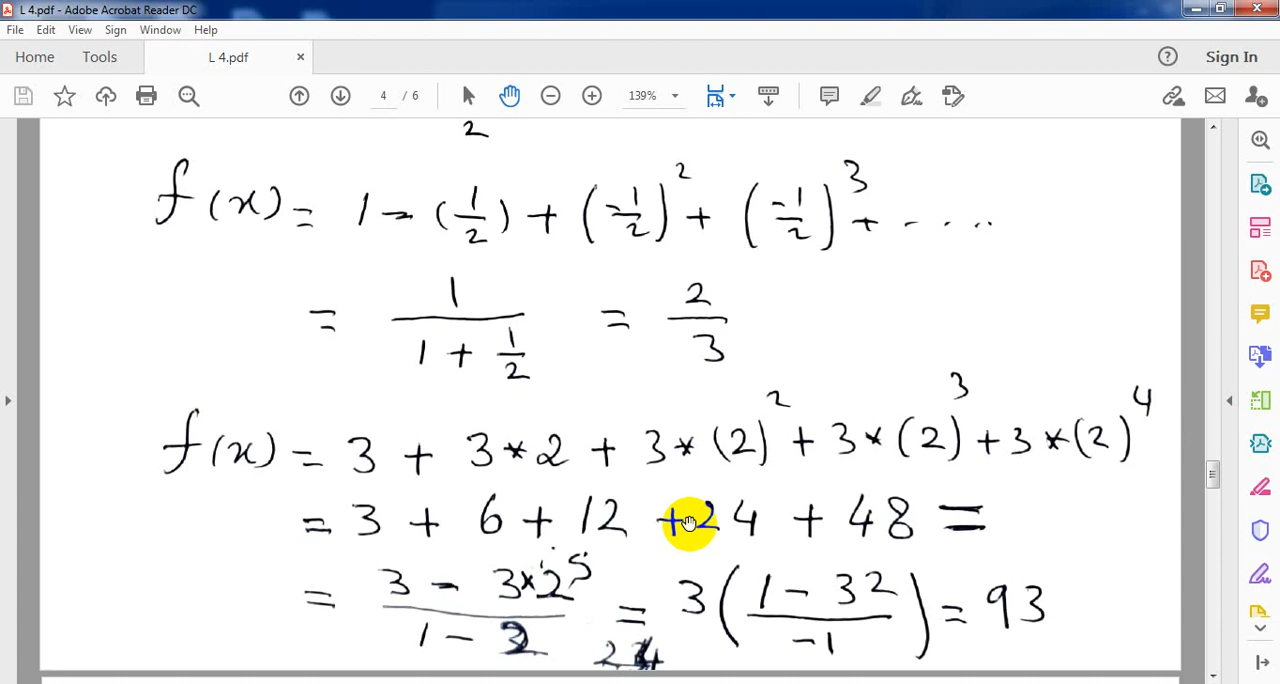 L 4.pdf - Adobe Acrobat Reader DC
File Edit View Sign Window Help
Home Tools L 4.pdf × Sign In
4 / 6 139%
2
f(x) = 1 - (1/2) + (-1/2)^2 + (-1/2)^3 + .....
= 1/(1 + 1/2) = 2/3
f(x) = 3 + 3*2 + 3*(2)^2 + 3*(2)^3 + 3*(2)^4
= 3 + 6 + 12 + 24 + 48 =
= (3 - 3*2^5)/(1 - 2) = 3((1 - 32)/-1) = 93